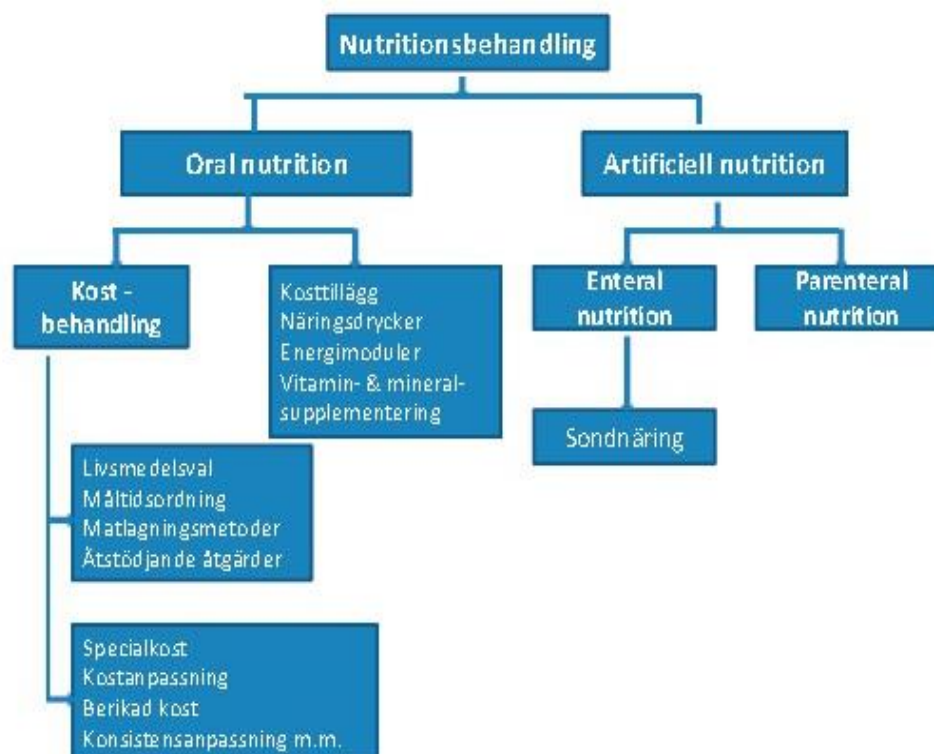 Nutritionsbehandling
Oral nutrition
Artificiell nutrition
Kost-
behandling
Kosttillägg
Näringsdrycker
Energimoduler
Vitamin- & mineral-
supplementering
Enteral
nutrition
Parenteral
nutrition
Sondnäring
Livsmedelsval
Måltidsordning
Matlagningsmetoder
Ätstödjande åtgärder
Specialkost
Kostanpassning
Berikad kost
Konsistensanpassning m.m.